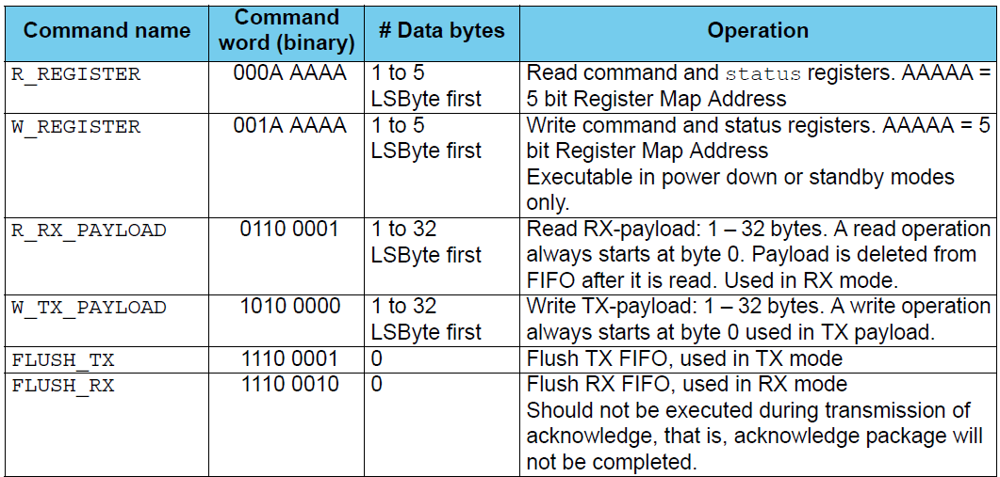 Command name
Command
word (binary)
# Data bytes
Operation
R_REGISTER
000A AAAA
1 to 5
LSByte first
Read command and status registers. AAAAA =
5 bit Register Map Address
W_REGISTER
001A AAAA
1 to 5
LSByte first
Write command and status registers. AAAAA = 5
bit Register Map Address
Executable in power down or standby modes
only.
R_RX_PAYLOAD
0110 0001
1 to 32
LSByte first
Read RX-payload: 1 – 32 bytes. A read operation
always starts at byte 0. Payload is deleted from
FIFO after it is read. Used in RX mode.
W_TX_PAYLOAD
1010 0000
1 to 32
LSByte first
Write TX-payload: 1 – 32 bytes. A write operation
always starts at byte 0 used in TX payload.
FLUSH_TX
1110 0001
0
Flush TX FIFO, used in TX mode
FLUSH_RX
1110 0010
0
Flush RX FIFO, used in RX mode
Should not be executed during transmission of
acknowledge, that is, acknowledge package will
not be completed.